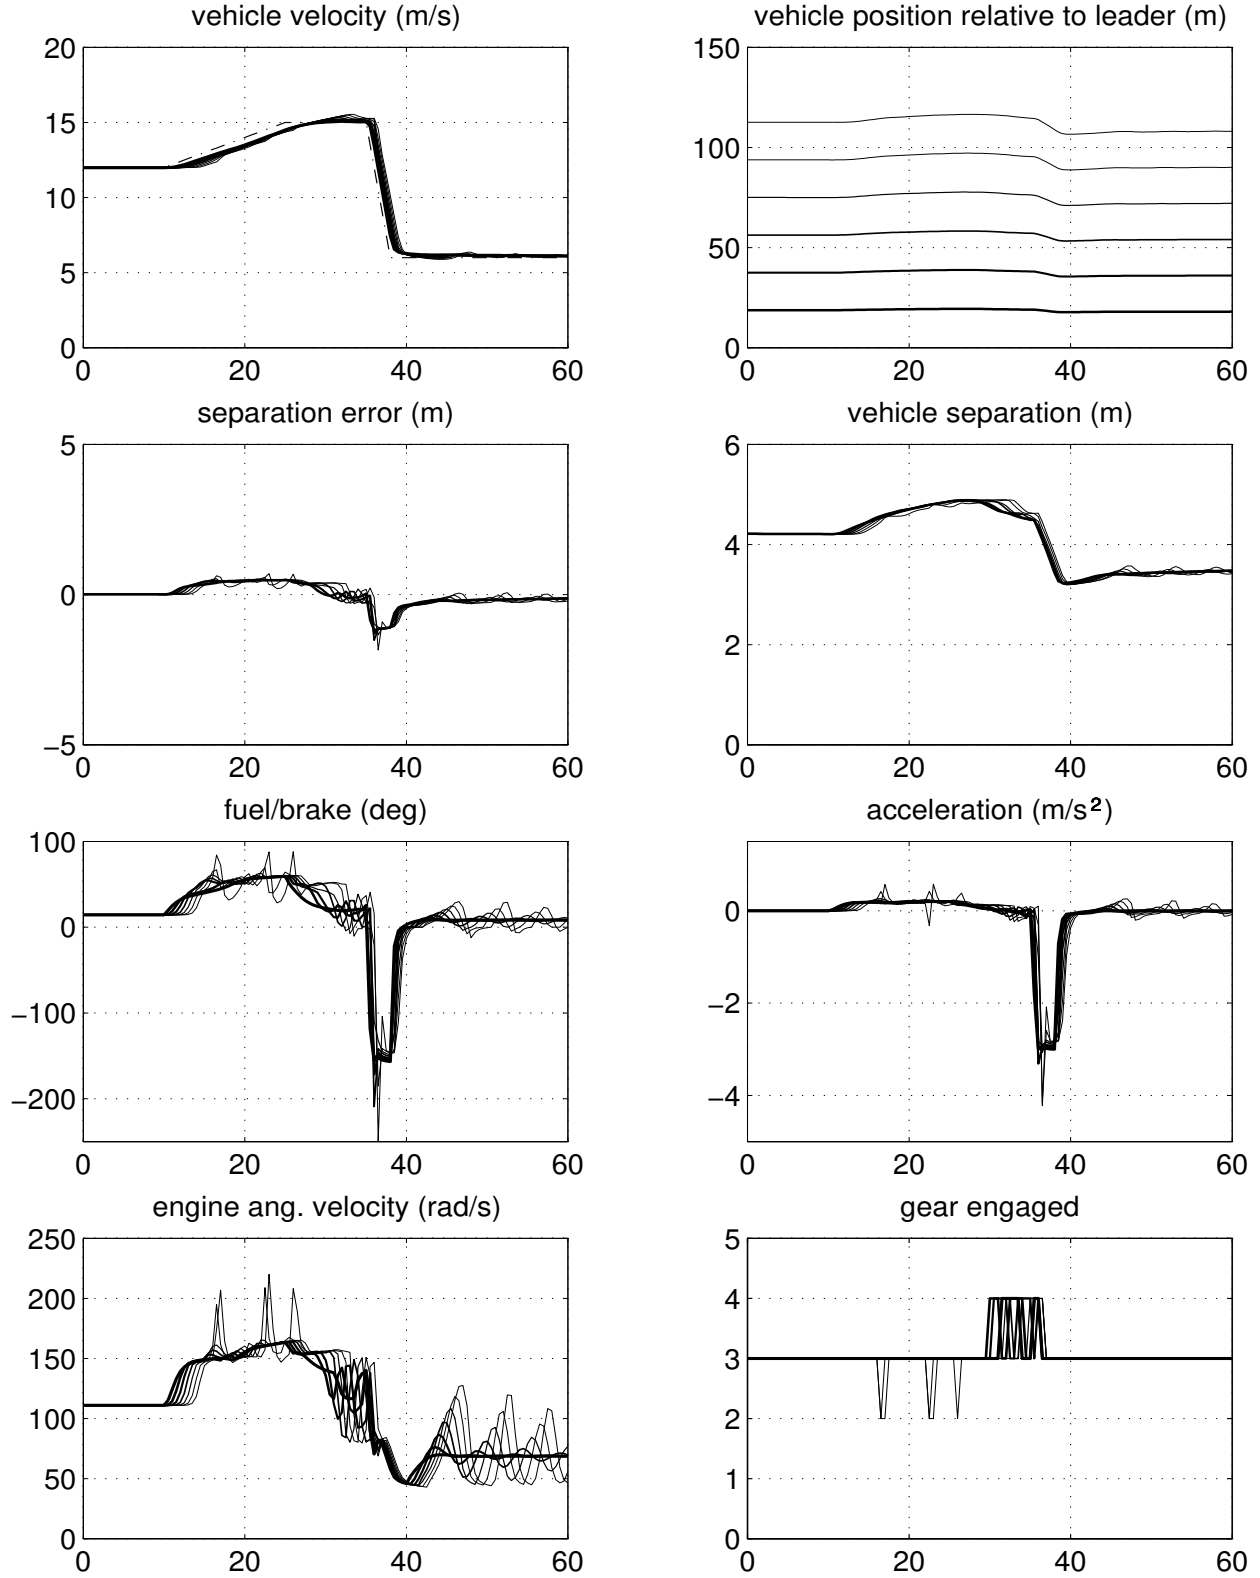 vehicle velocity (m/s)
20
15
10
5
0
0 20 40 60
vehicle position relative to leader (m)
150
100
50
0
0 20 40 60
separation error (m)
5
0
−5
0 20 40 60
vehicle separation (m)
6
4
2
0
0 20 40 60
fuel/brake (deg)
100
0
−100
−200
0 20 40 60
acceleration (m/s²)
0
−2
−4
0 20 40 60
engine ang. velocity (rad/s)
250
200
150
100
50
0
0 20 40 60
gear engaged
5
4
3
2
1
0
0 20 40 60